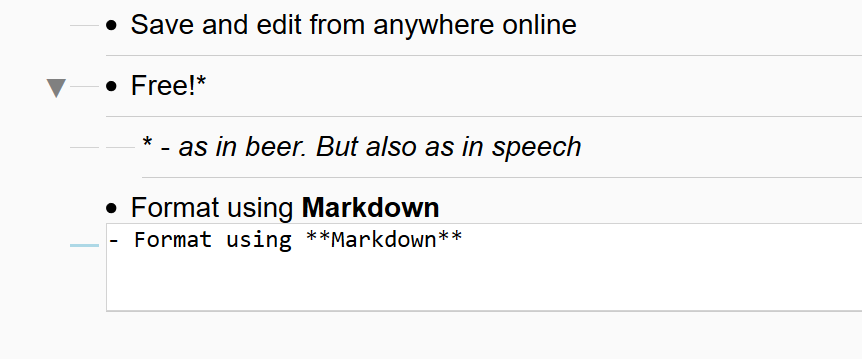 • Save and edit from anywhere online
• Free!*
* - as in beer. But also as in speech
• Format using Markdown
- Format using **Markdown**